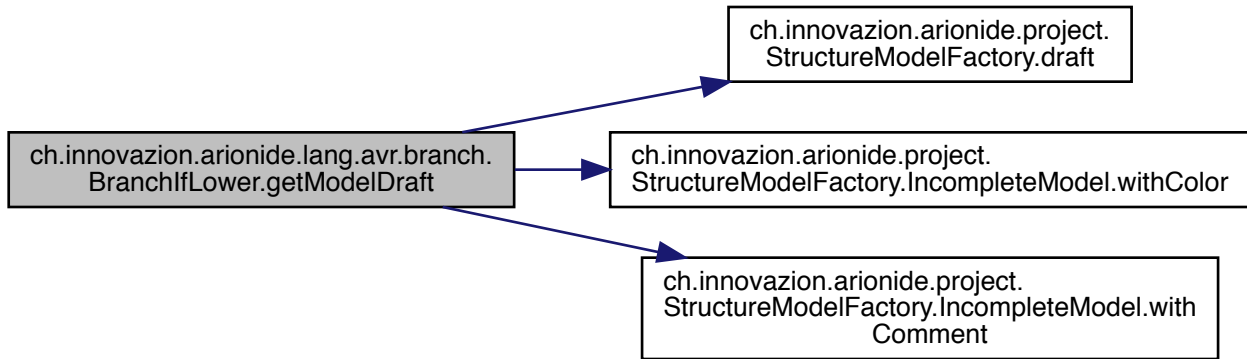 ch.innovazion.arionide.project.
StructureModelFactory.draft
ch.innovazion.arionide.lang.avr.branch.
BranchIfLower.getModelDraft
ch.innovazion.arionide.project.
StructureModelFactory.IncompleteModel.withColor
ch.innovazion.arionide.project.
StructureModelFactory.IncompleteModel.with
Comment